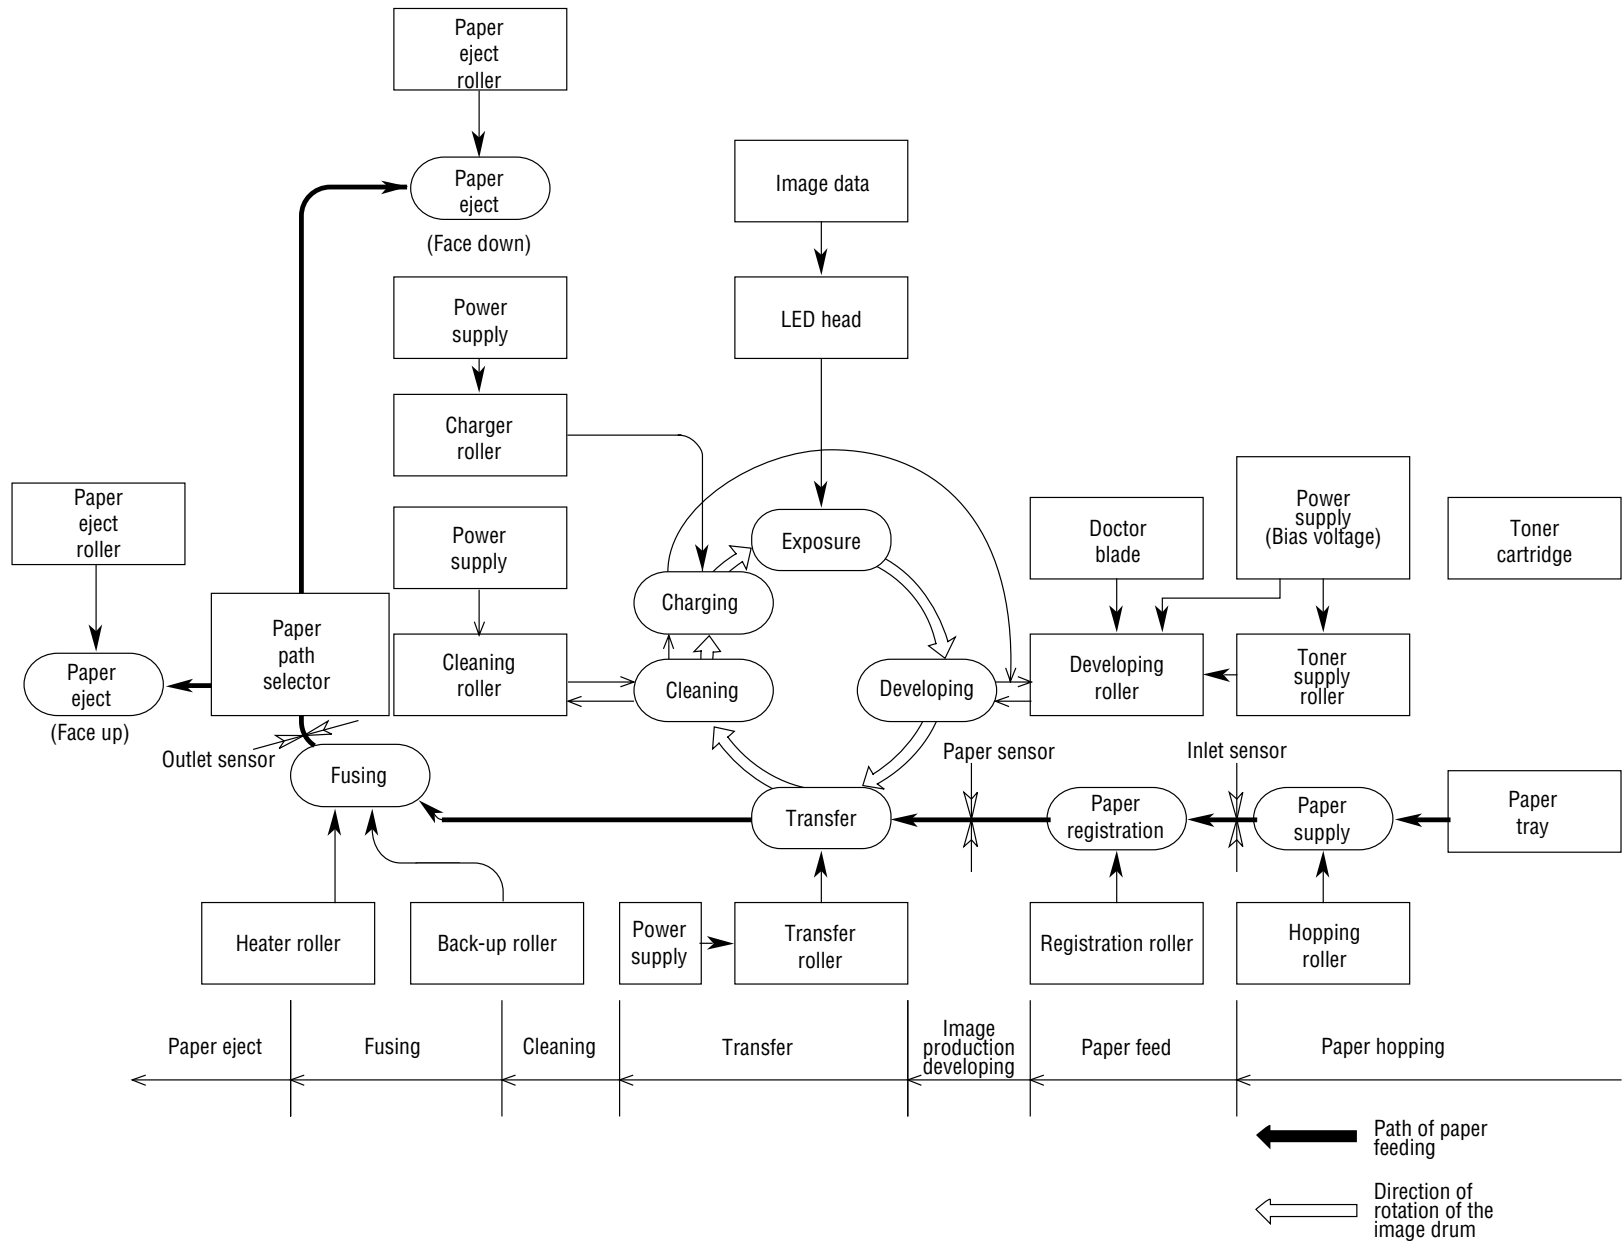 Paper
eject
roller
Paper
eject
(Face down)
Image data
Power
supply
LED head
Charger
roller
Paper
eject
roller
Power
supply
Exposure
Doctor
blade
Power
supply
(Bias voltage)
Toner
cartridge
Charging
Paper
path
selector
Paper
eject
(Face up)
Cleaning
roller
Cleaning
Developing
Developing
roller
Toner
supply
roller
Outlet sensor
Fusing
Paper sensor
Inlet sensor
Transfer
Paper
registration
Paper
supply
Paper
tray
Heater roller
Back-up roller
Power
supply
Transfer
roller
Registration roller
Hopping
roller
Paper eject
Fusing
Cleaning
Transfer
Image
production
developing
Paper feed
Paper hopping
Path of paper
feeding
Direction of
rotation of the
image drum